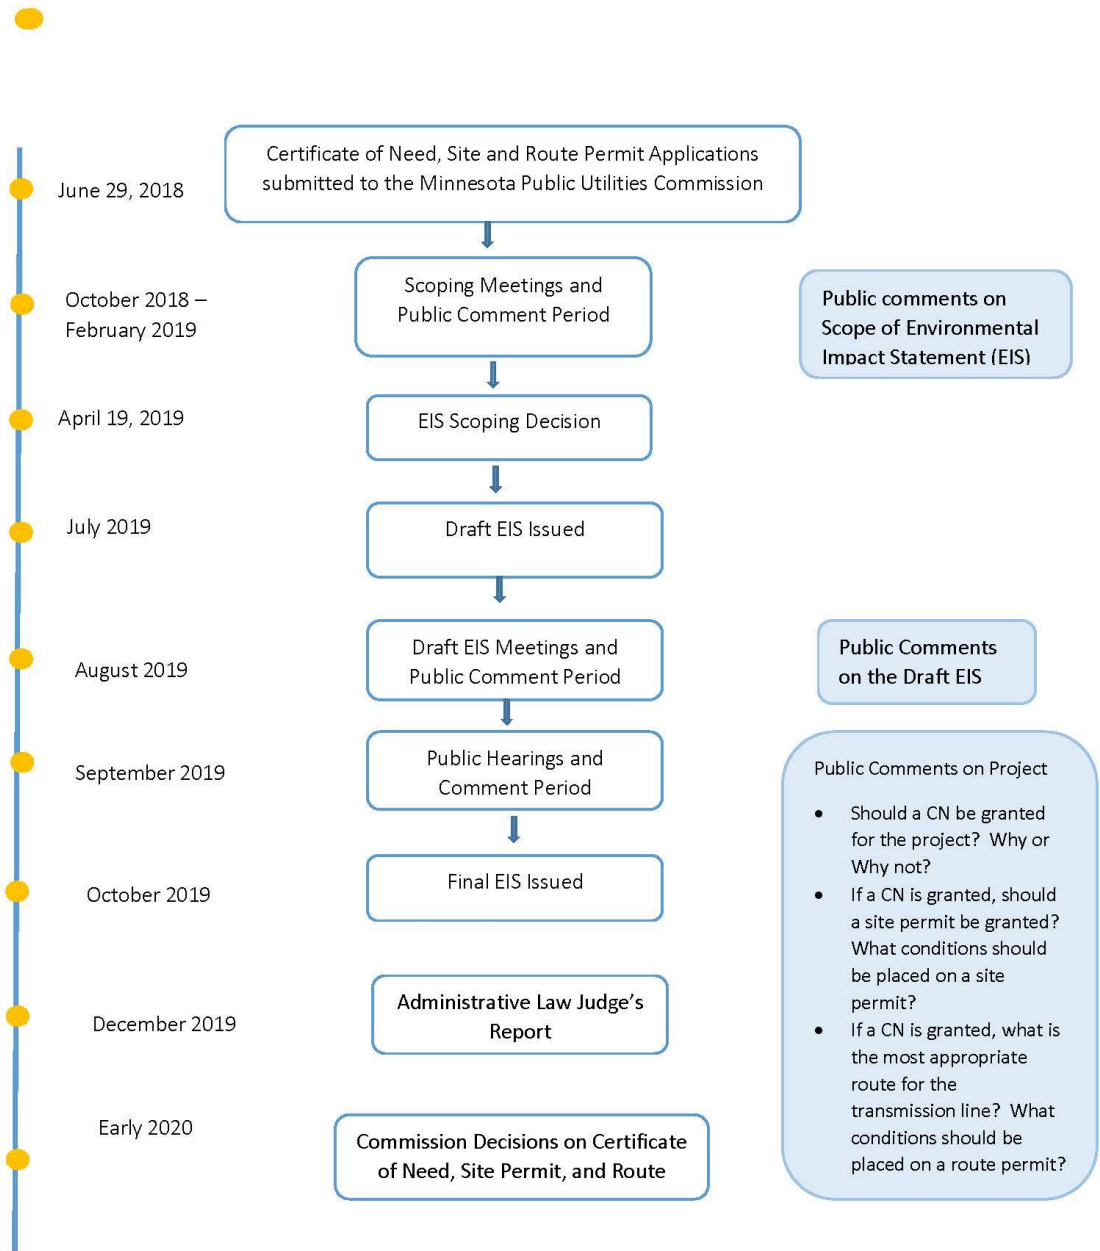 Certificate of Need, Site and Route Permit Applications
submitted to the Minnesota Public Utilities Commission
June 29, 2018
October 2018 –
February 2019
Scoping Meetings and
Public Comment Period
Public comments on
Scope of Environmental
Impact Statement (EIS)
April 19, 2019
EIS Scoping Decision
July 2019
Draft EIS Issued
August 2019
Draft EIS Meetings and
Public Comment Period
Public Comments
on the Draft EIS
September 2019
Public Hearings and
Comment Period
Public Comments on Project
• Should a CN be granted
for the project?  Why or
Why not?
• If a CN is granted, should
a site permit be granted?
What conditions should
be placed on a site
permit?
• If a CN is granted, what is
the most appropriate
route for the
transmission line?  What
conditions should be
placed on a route permit?
October 2019
Final EIS Issued
December 2019
Administrative Law Judge’s
Report
Early 2020
Commission Decisions on Certificate
of Need, Site Permit, and Route